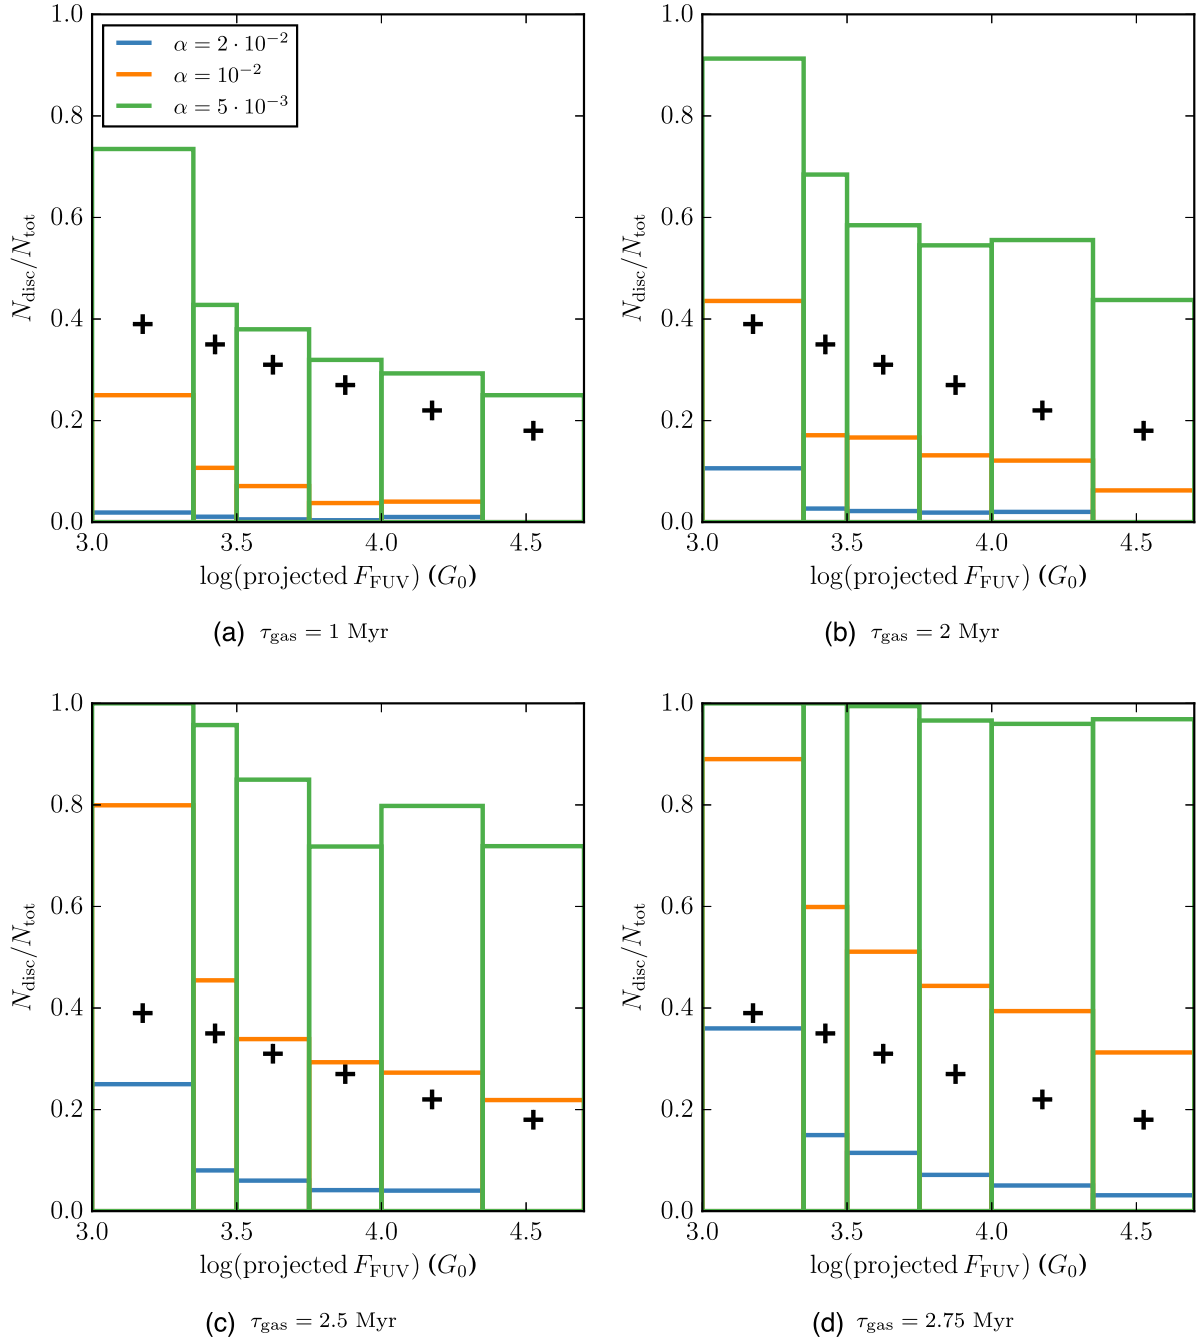 1.0
0.8
0.6
0.4
0.2
0.0
N_disc/N_tot
α = 2 · 10⁻²
α = 10⁻²
α = 5 · 10⁻³
3.0 3.5 4.0 4.5
log(projected F_FUV) (G₀)
(a) τ_gas = 1 Myr
1.0
0.8
0.6
0.4
0.2
0.0
N_disc/N_tot
3.0 3.5 4.0 4.5
log(projected F_FUV) (G₀)
(b) τ_gas = 2 Myr
1.0
0.8
0.6
0.4
0.2
0.0
N_disc/N_tot
3.0 3.5 4.0 4.5
log(projected F_FUV) (G₀)
(c) τ_gas = 2.5 Myr
1.0
0.8
0.6
0.4
0.2
0.0
N_disc/N_tot
3.0 3.5 4.0 4.5
log(projected F_FUV) (G₀)
(d) τ_gas = 2.75 Myr